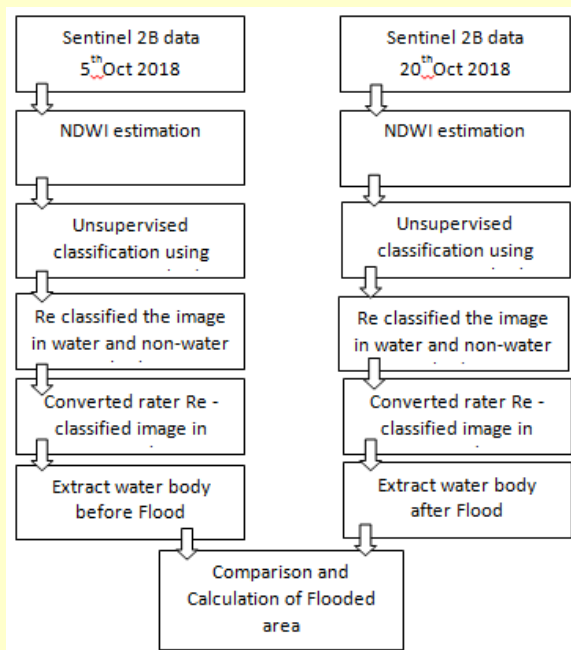 Sentinel 2B data
5th Oct 2018
NDWI estimation
Unsupervised
classification using
Re classified the image
in water and non-water
Converted rater Re -
classified image in
Extract water body
before Flood
Sentinel 2B data
20th Oct 2018
NDWI estimation
Unsupervised
classification using
Re classified the image
in water and non-water
Converted rater Re -
classified image in
Extract water body
after Flood
Comparison and
Calculation of Flooded
area